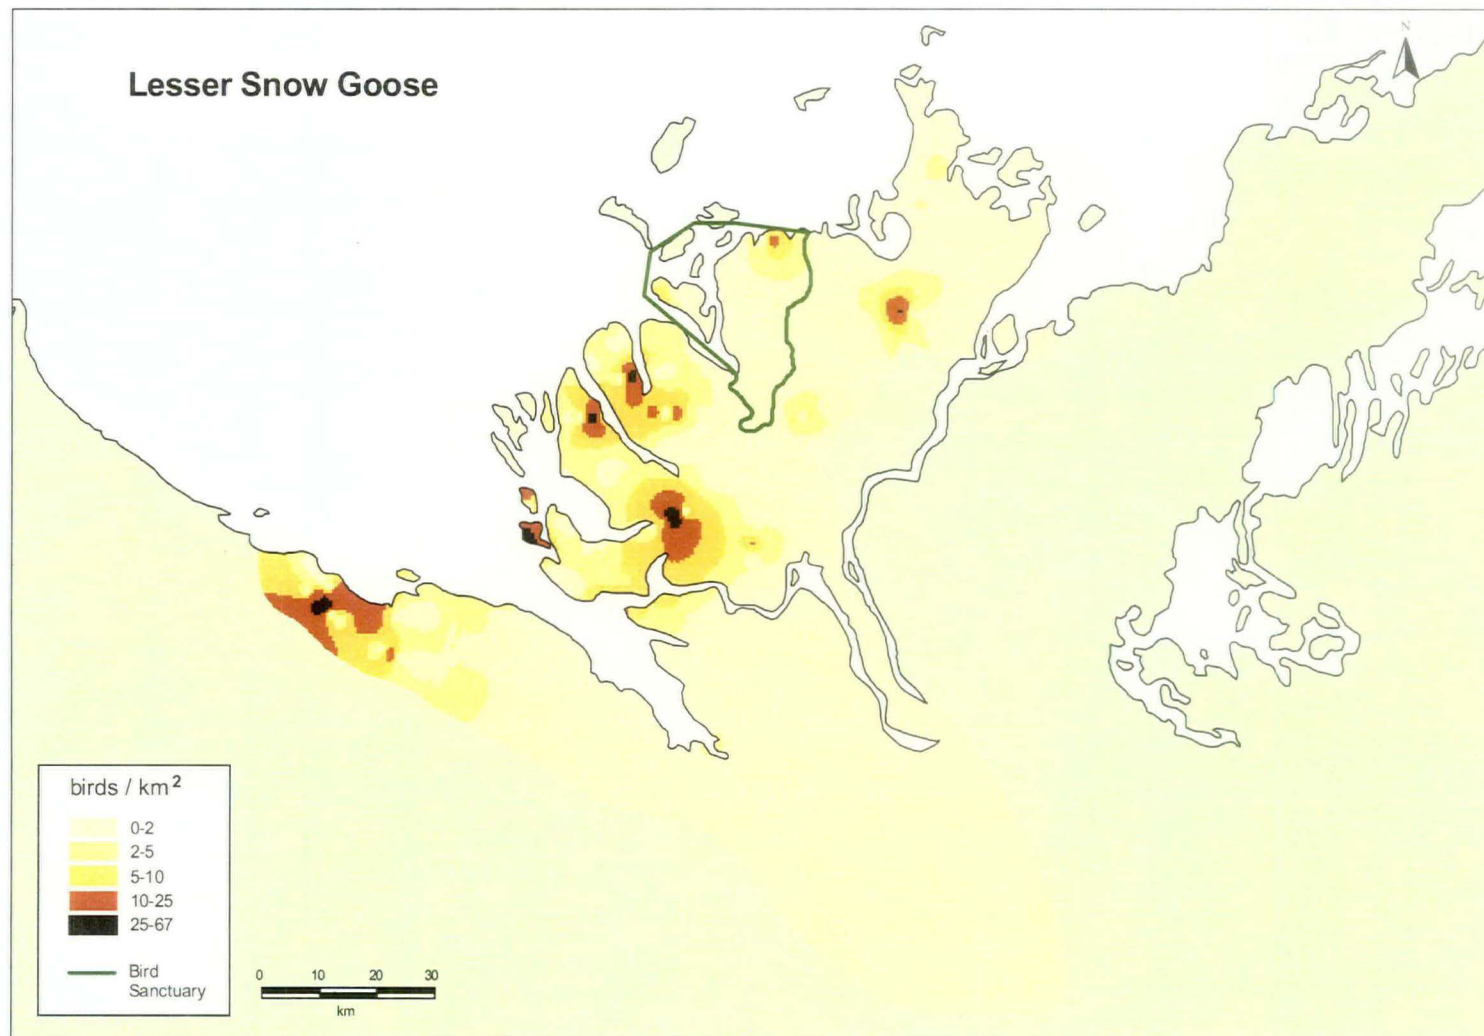 N
Lesser Snow Goose
birds / km²
0-2
2-5
5-10
10-25
25-67
Bird
Sanctuary
0 10 20 30
km